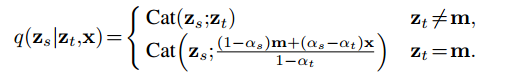 q(z_s|z_t,x) = { Cat(z_s;z_t) z_t ≠ m,
Cat(z_s; ((1−α_s)m+(α_s−α_t)x)/(1−α_t)) z_t = m.